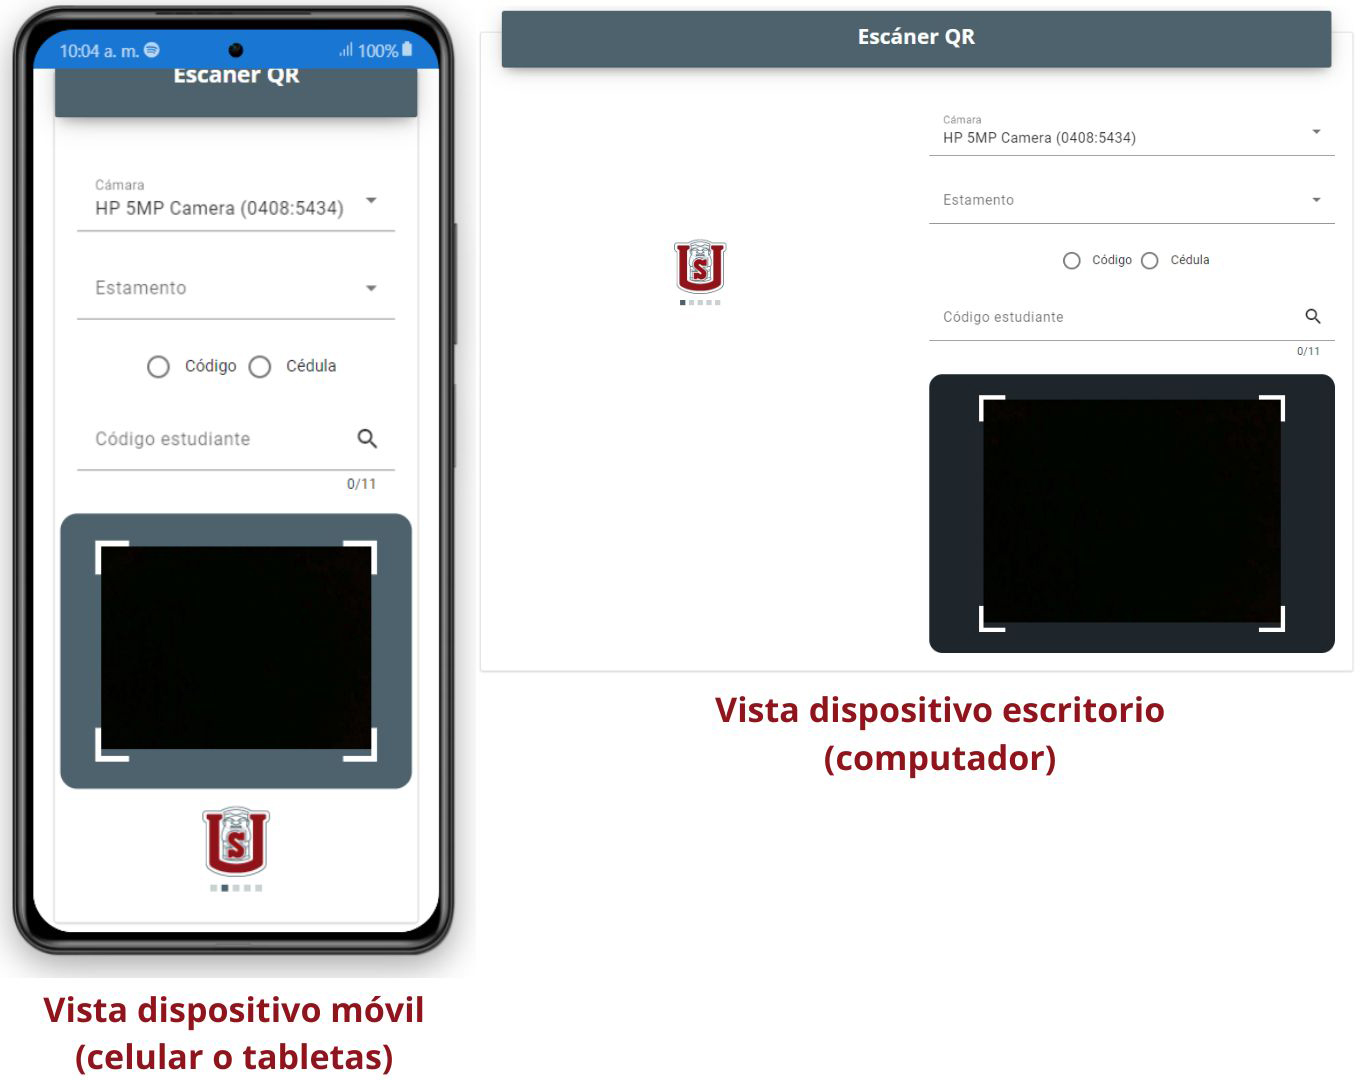 10:04 a. m.
100%
Escáner QR
Cámara
HP 5MP Camera (0408:5434)
Estamento
Código Cédula
Código estudiante
0/11
US
Vista dispositivo móvil
(celular o tabletas)
Escáner QR
Cámara
HP 5MP Camera (0408:5434)
Estamento
Código Cédula
Código estudiante
0/11
US
Vista dispositivo escritorio
(computador)